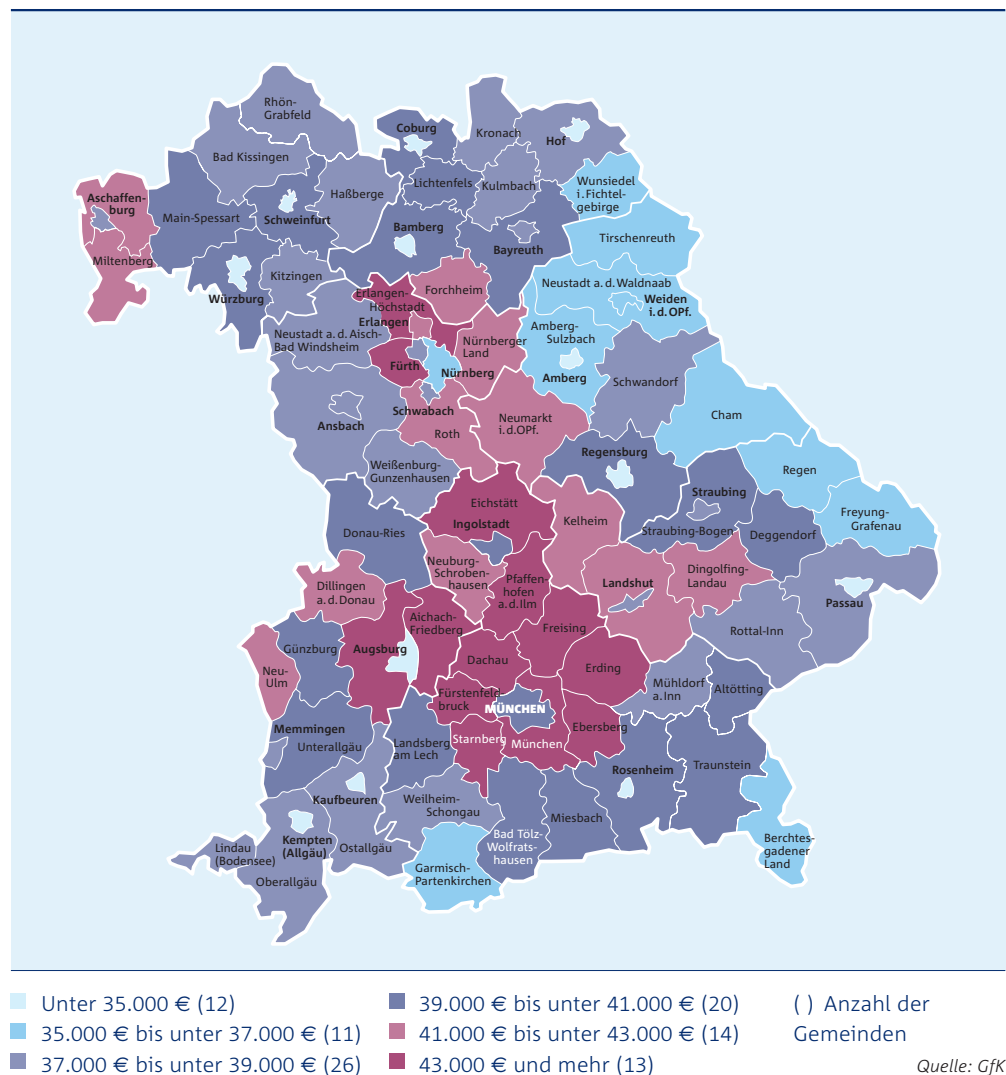 Rhön-
Grabfeld
Coburg
Kronach
Hof
Bad Kissingen
Lichtenfels
Kulmbach
Wunsiedel
i. Fichtel-
gebirge
Haßberge
Aschaffen-
burg
Main-Spessart
Schweinfurt
Bamberg
Tirschenreuth
Bayreuth
Miltenberg
Kitzingen
Neustadt a. d. Waldnaab
Würzburg
Erlangen-
Höchstadt
Forchheim
Weiden
i. d. OPf.
Erlangen
Neustadt a. d. Aisch-
Bad Windsheim
Nürnberger
Land
Amberg-
Sulzbach
Fürth
Nürnberg
Amberg
Schwandorf
Schwabach
Neumarkt
i. d. OPf.
Cham
Ansbach
Roth
Regensburg
Weißenburg-
Gunzenhausen
Regen
Straubing
Eichstätt
Freyung-
Grafenau
Ingolstadt
Kelheim
Donau-Ries
Straubing-Bogen
Deggendorf
Neuburg-
Schroben-
hausen
Dillingen
a. d. Donau
Pfaffen-
hofen
a. d. Ilm
Landshut
Dingolfing-
Landau
Passau
Aichach-
Friedberg
Freising
Rottal-Inn
Günzburg
Augsburg
Dachau
Erding
Neu-
Ulm
Mühldorf
a. Inn
Altötting
Fürstenfeld
bruck
MÜNCHEN
Memmingen
Ebersberg
Unterallgäu
Landsberg
am Lech
Starnberg
München
Rosenheim
Traunstein
Kaufbeuren
Weilheim-
Schongau
Miesbach
Bad Tölz-
Wolfrats-
hausen
Kempten
(Allgäu)
Ostallgäu
Lindau
(Bodensee)
Garmisch-
Partenkirchen
Berchtes-
gadener
Land
Oberallgäu
Unter 35.000 € (12)
35.000 € bis unter 37.000 € (11)
37.000 € bis unter 39.000 € (26)
39.000 € bis unter 41.000 € (20)
41.000 € bis unter 43.000 € (14)
43.000 € und mehr (13)
( ) Anzahl der
Gemeinden
Quelle: GfK